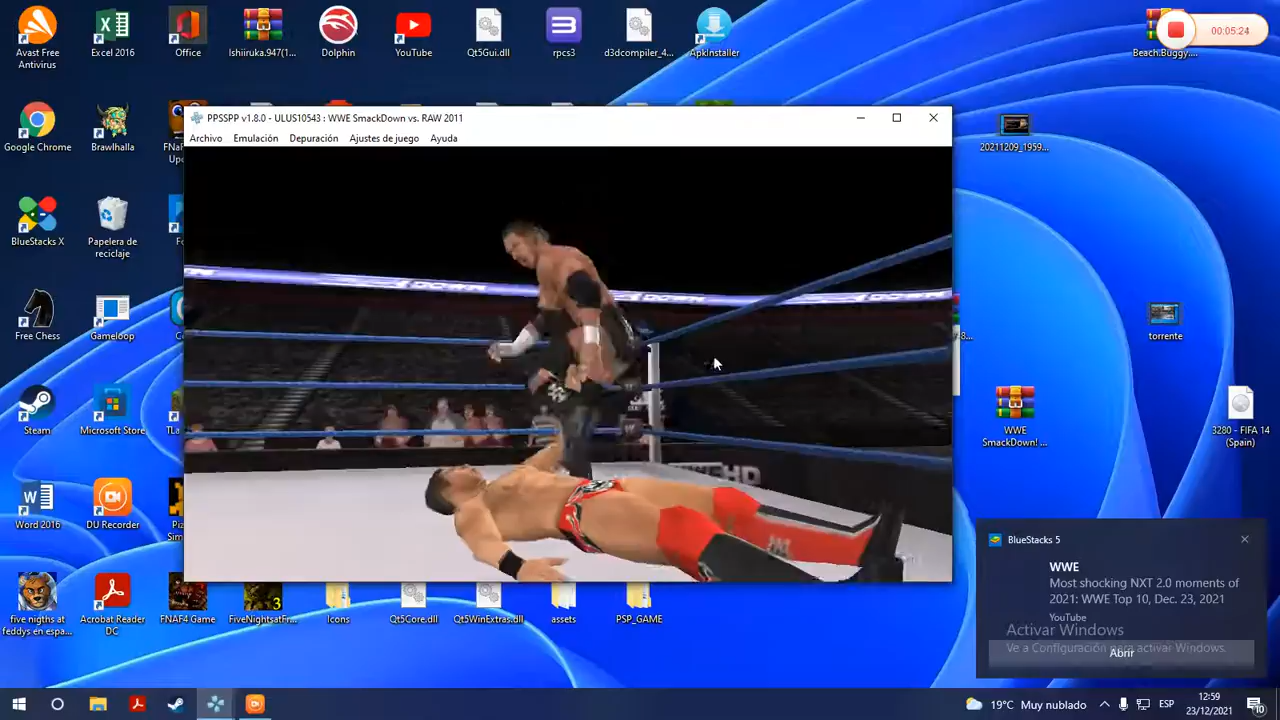 Avast Free
Antivirus
Excel 2016
Office
Ishiiruka.947(1...
Dolphin
YouTube
Qt5Gui.dll
rpcs3
d3dcompiler_4...
ApkInstaller
Beach.Buggy....
00:05:24
PPSSPP v1.8.0 - ULUS10543 : WWE SmackDown vs. RAW 2011
Archivo
Emulación
Depuración
Ajustes de juego
Ayuda
Google Chrome
Brawlhalla
20211209_1959...
BlueStacks X
Papelera de
reciclaje
Free Chess
Gameloop
torrente
Steam
Microsoft Store
WWE
SmackDown! ...
3280 - FIFA 14
(Spain)
Word 2016
DU Recorder
five nigths at
feddys en espa...
Acrobat Reader
DC
FNAF4 Game
3
FiveNightsatFr...
Icons
Qt5Core.dll
Qt5WinExtras.dll
assets
PSP_GAME
BlueStacks 5
WWE
Most shocking NXT 2.0 moments of
2021: WWE Top 10, Dec. 23, 2021
YouTube
Activar Windows
Ve a Configuración para activar Windows.
Abrir
19°C Muy nublado
ESP
12:59
23/12/2021
10